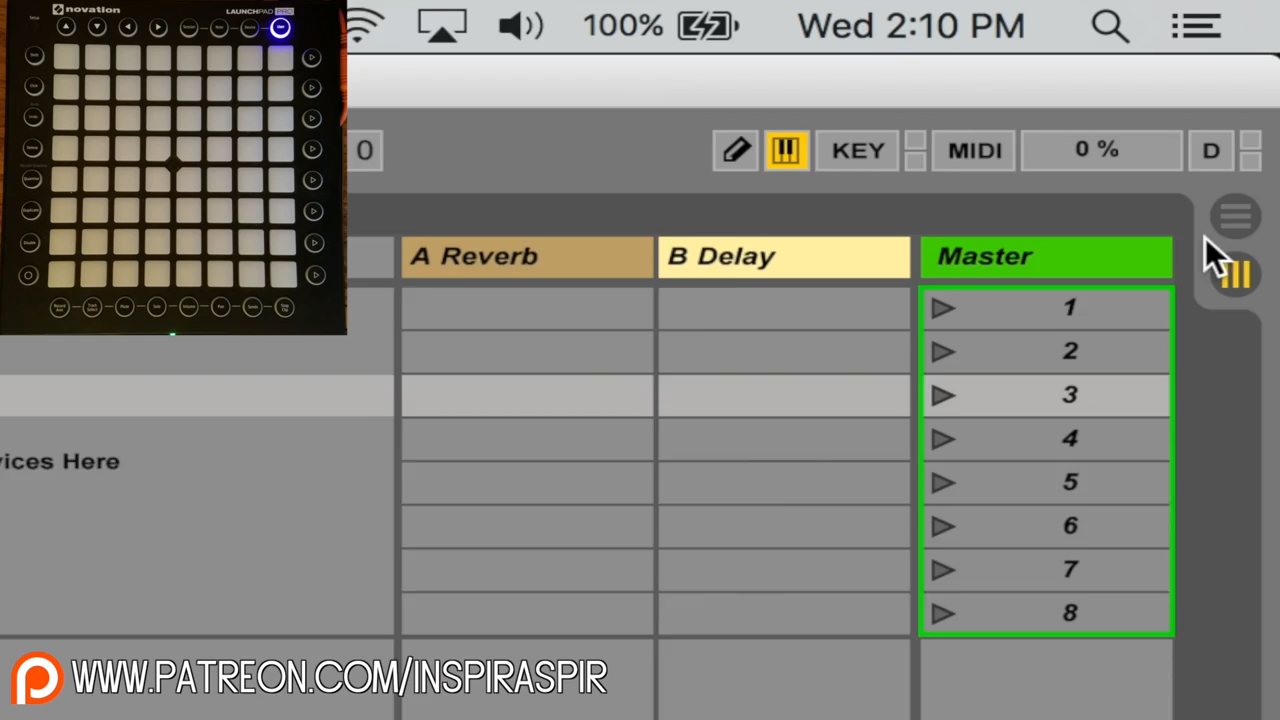 novation
LAUNCHPAD PRO
100%
Wed 2:10 PM
0
KEY
MIDI
0 %
D
A Reverb
B Delay
Master
1
2
3
4
5
6
7
8
vices Here
WWW.PATREON.COM/INSPIRASPIR